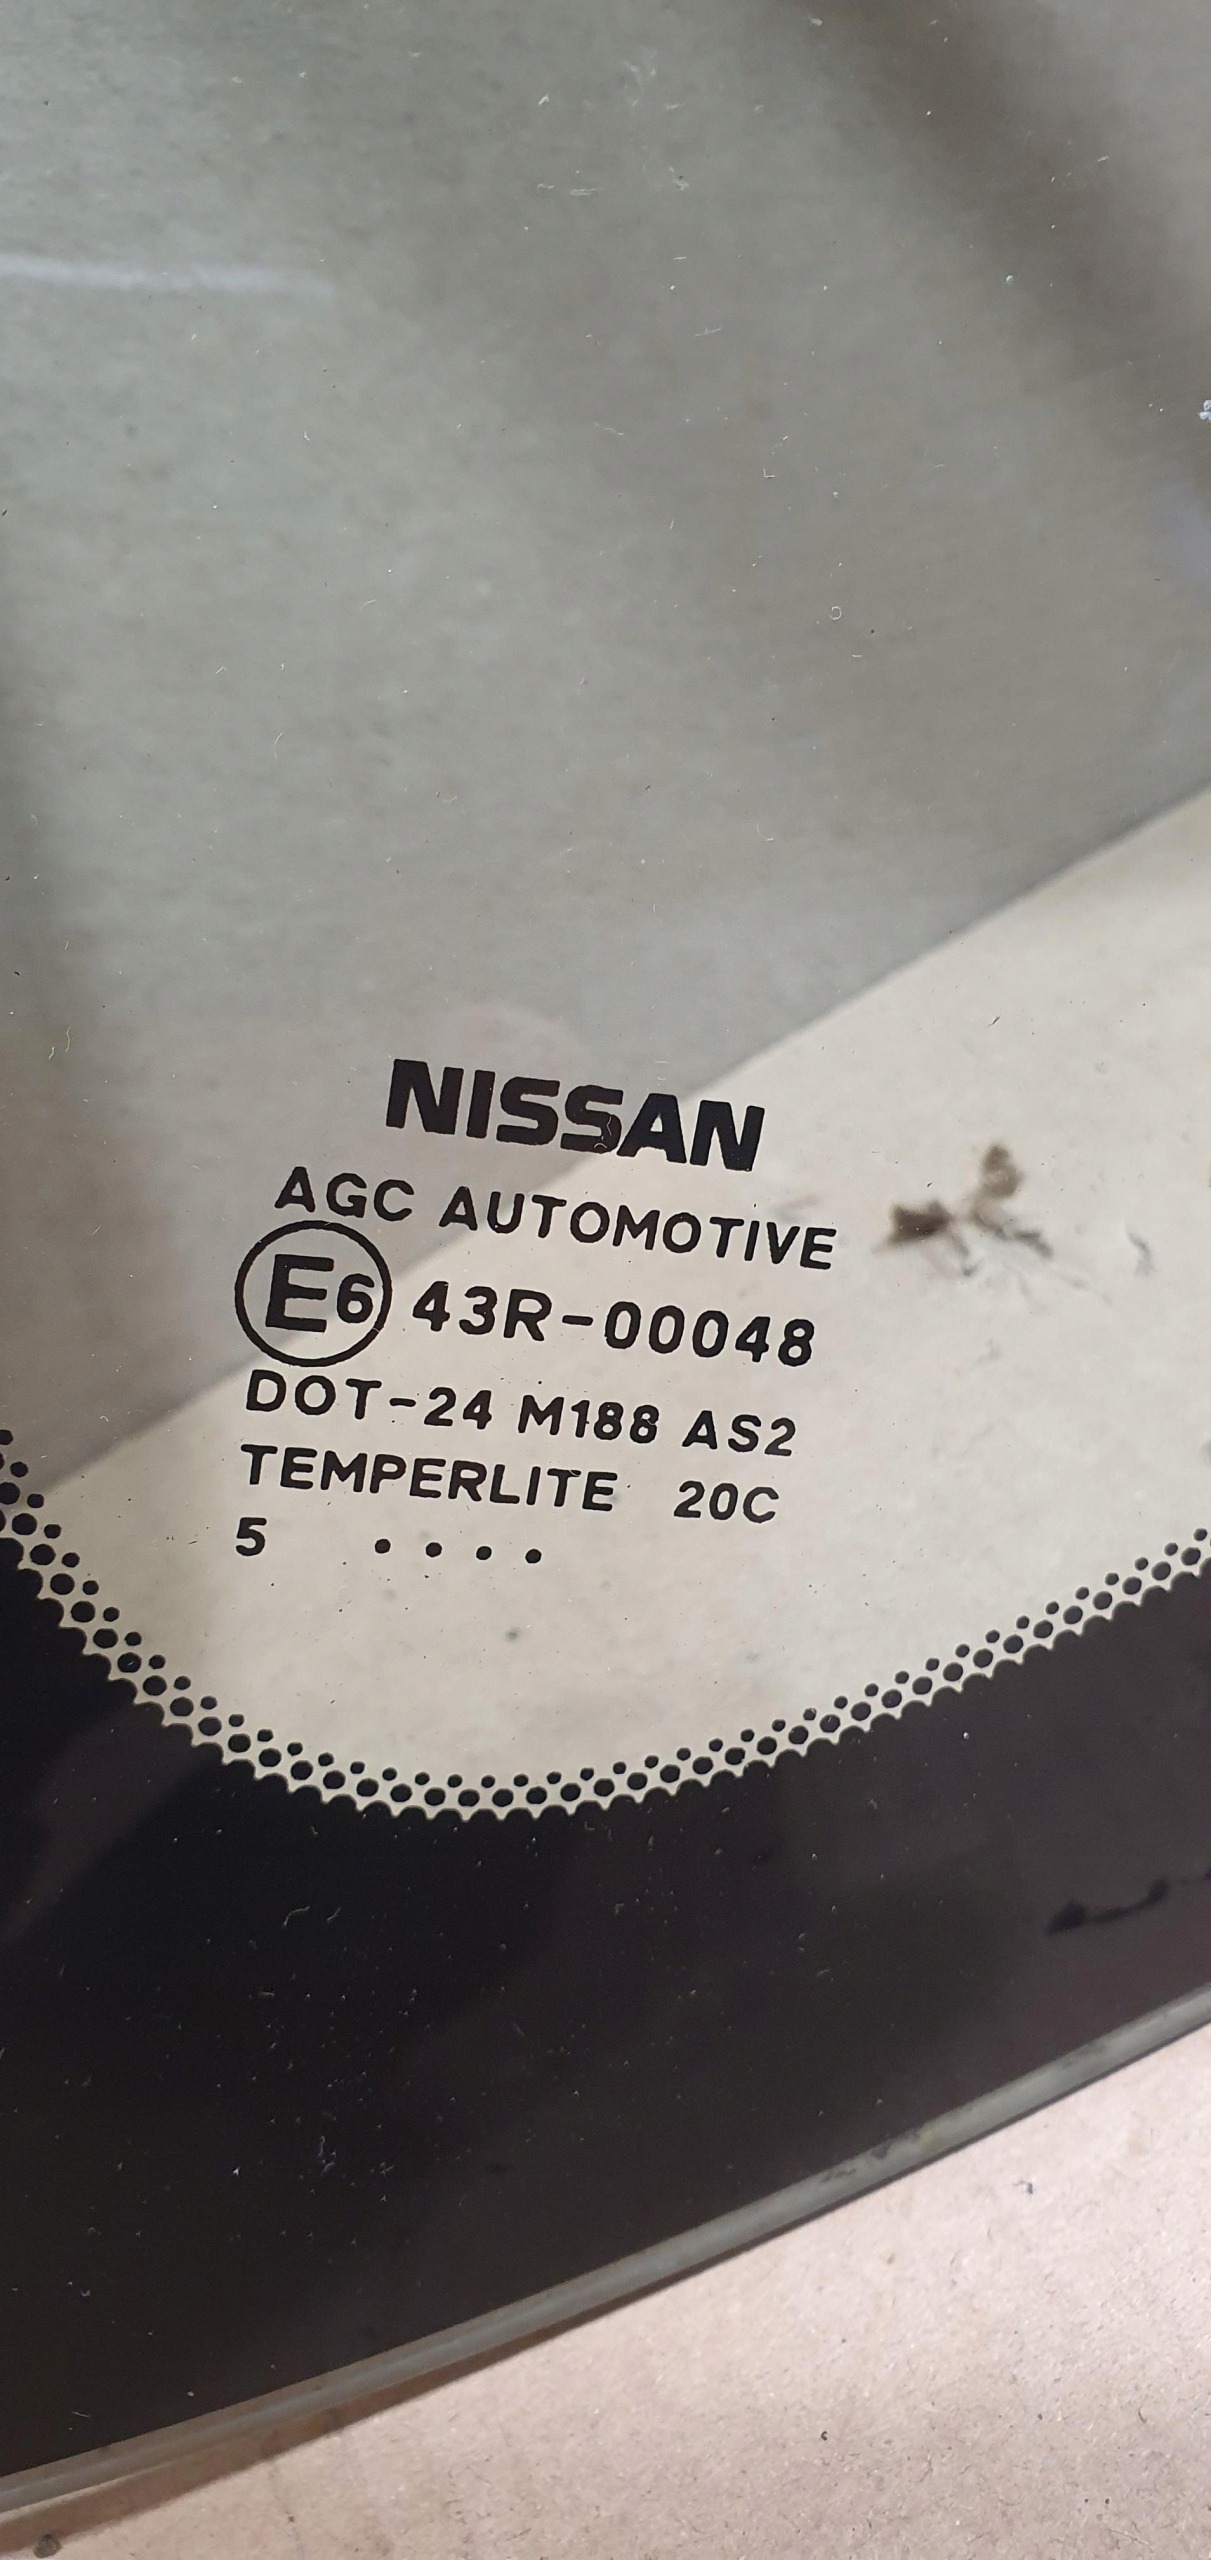 NISSAN
AGC AUTOMOTIVE
E6 43R-00048
DOT-24 M188 AS2
TEMPERLITE 20C
5 ....